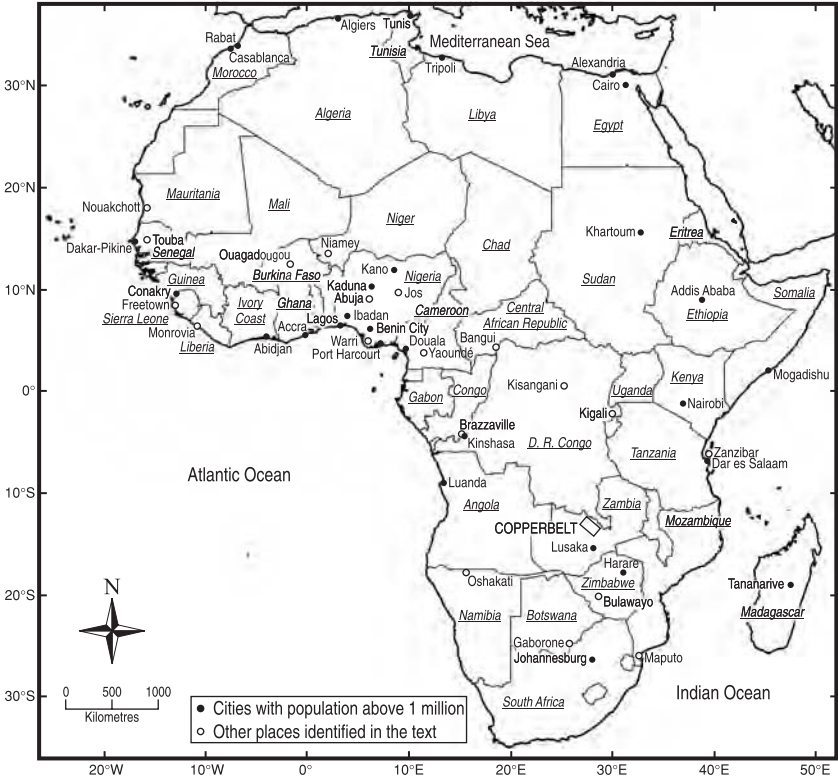 Algiers
Tunis
Rabat
Casablanca
Morocco
Tunisia
Mediterranean Sea
Tripoli
Alexandria
Cairo
30°N
Algeria
Libya
Egypt
20°N
Mauritania
Nouakchott
Mali
Niger
Chad
Khartoum
Eritrea
Sudan
Dakar-Pikine
Touba
Senegal
Ouagadougou
Niamey
Burkina Faso
Kano
Nigeria
Guinea
Kaduna
Abuja
Jos
Addis Ababa
Ethiopia
Somalia
10°N
Conakry
Freetown
Sierra Leone
Ivory
Coast
Ghana
Lagos
Ibadan
Cameroon
Central
African Republic
Monrovia
Liberia
Abidjan
Accra
Benin City
Warri
Port Harcourt
Douala
Yaoundé
Bangui
0°
Gabon
Congo
Kisangani
Uganda
Kenya
Mogadishu
Kigali
Nairobi
Brazzaville
Kinshasa
D. R. Congo
Tanzania
Zanzibar
Dar es Salaam
Atlantic Ocean
10°S
Luanda
Angola
Zambia
Mozambique
COPPERBELT
Lusaka
Harare
Zimbabwe
Oshakati
Bulawayo
Tananarive
Madagascar
20°S
N
Namibia
Botswana
Gaborone
Johannesburg
Maputo
30°S
0 500 1000
Kilometres
South Africa
Indian Ocean
Cities with population above 1 million
Other places identified in the text
20°W 10°W 0° 10°E 20°E 30°E 40°E 50°E